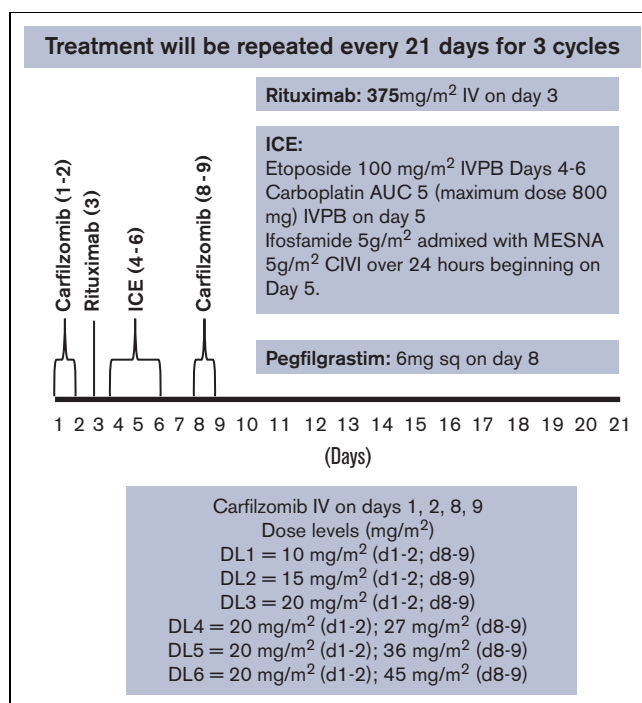 Treatment will be repeated every 21 days for 3 cycles
Rituximab: 375mg/m² IV on day 3
ICE:
Etoposide 100 mg/m² IVPB Days 4-6
Carboplatin AUC 5 (maximum dose 800
mg) IVPB on day 5
Ifosfamide 5g/m² admixed with MESNA
5g/m² CIVI over 24 hours beginning on
Day 5.
Pegfilgrastim: 6mg sq on day 8
Carfilzomib (1-2)
Rituximab (3)
ICE (4-6)
Carfilzomib (8-9)
1 2 3 4 5 6 7 8 9 10 11 12 13 14 15 16 17 18 19 20 21
(Days)
Carfilzomib IV on days 1, 2, 8, 9
Dose levels (mg/m²)
DL1 = 10 mg/m² (d1-2; d8-9)
DL2 = 15 mg/m² (d1-2; d8-9)
DL3 = 20 mg/m² (d1-2; d8-9)
DL4 = 20 mg/m² (d1-2); 27 mg/m² (d8-9)
DL5 = 20 mg/m² (d1-2); 36 mg/m² (d8-9)
DL6 = 20 mg/m² (d1-2); 45 mg/m² (d8-9)